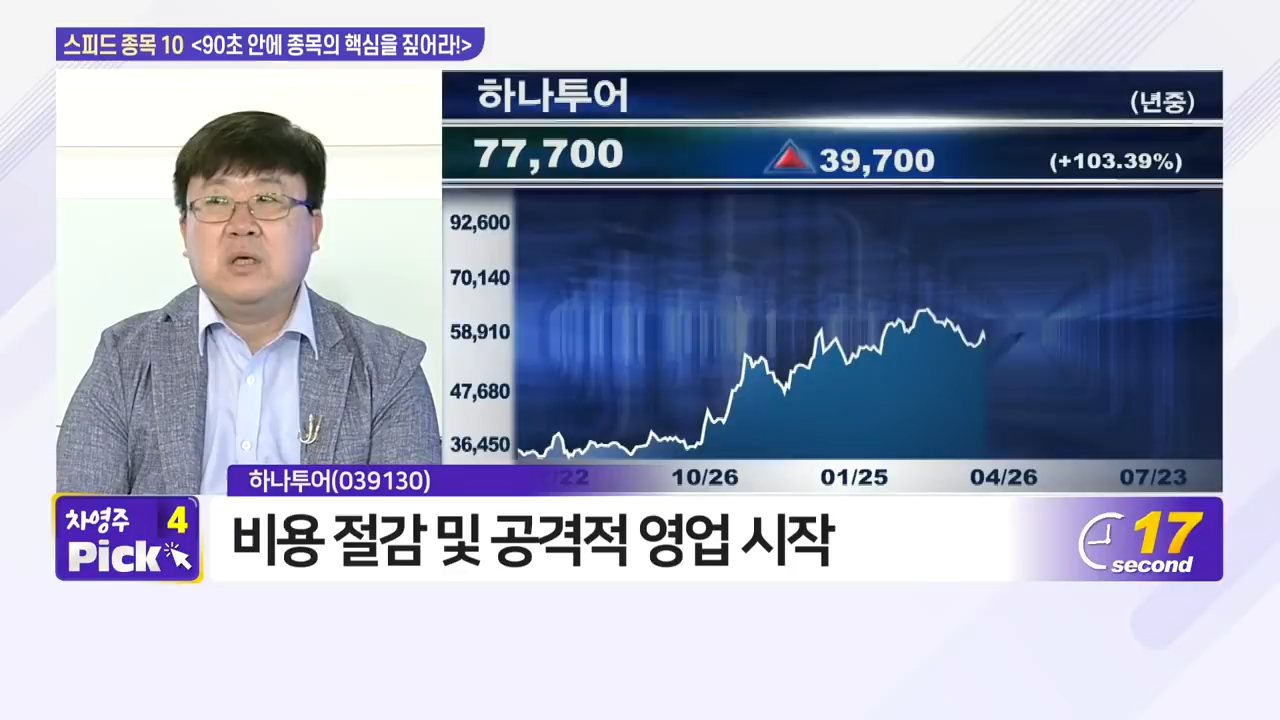 스피드 종목 10 <90초 안에 종목의 핵심을 짚어라!>
하나투어
(년중)
77,700
39,700
(+103.39%)
92,600
70,140
58,910
47,680
36,450
/22
10/26
01/25
04/26
07/23
하나투어(039130)
차영주
4
Pick
비용 절감 및 공격적 영업 시작
17
second